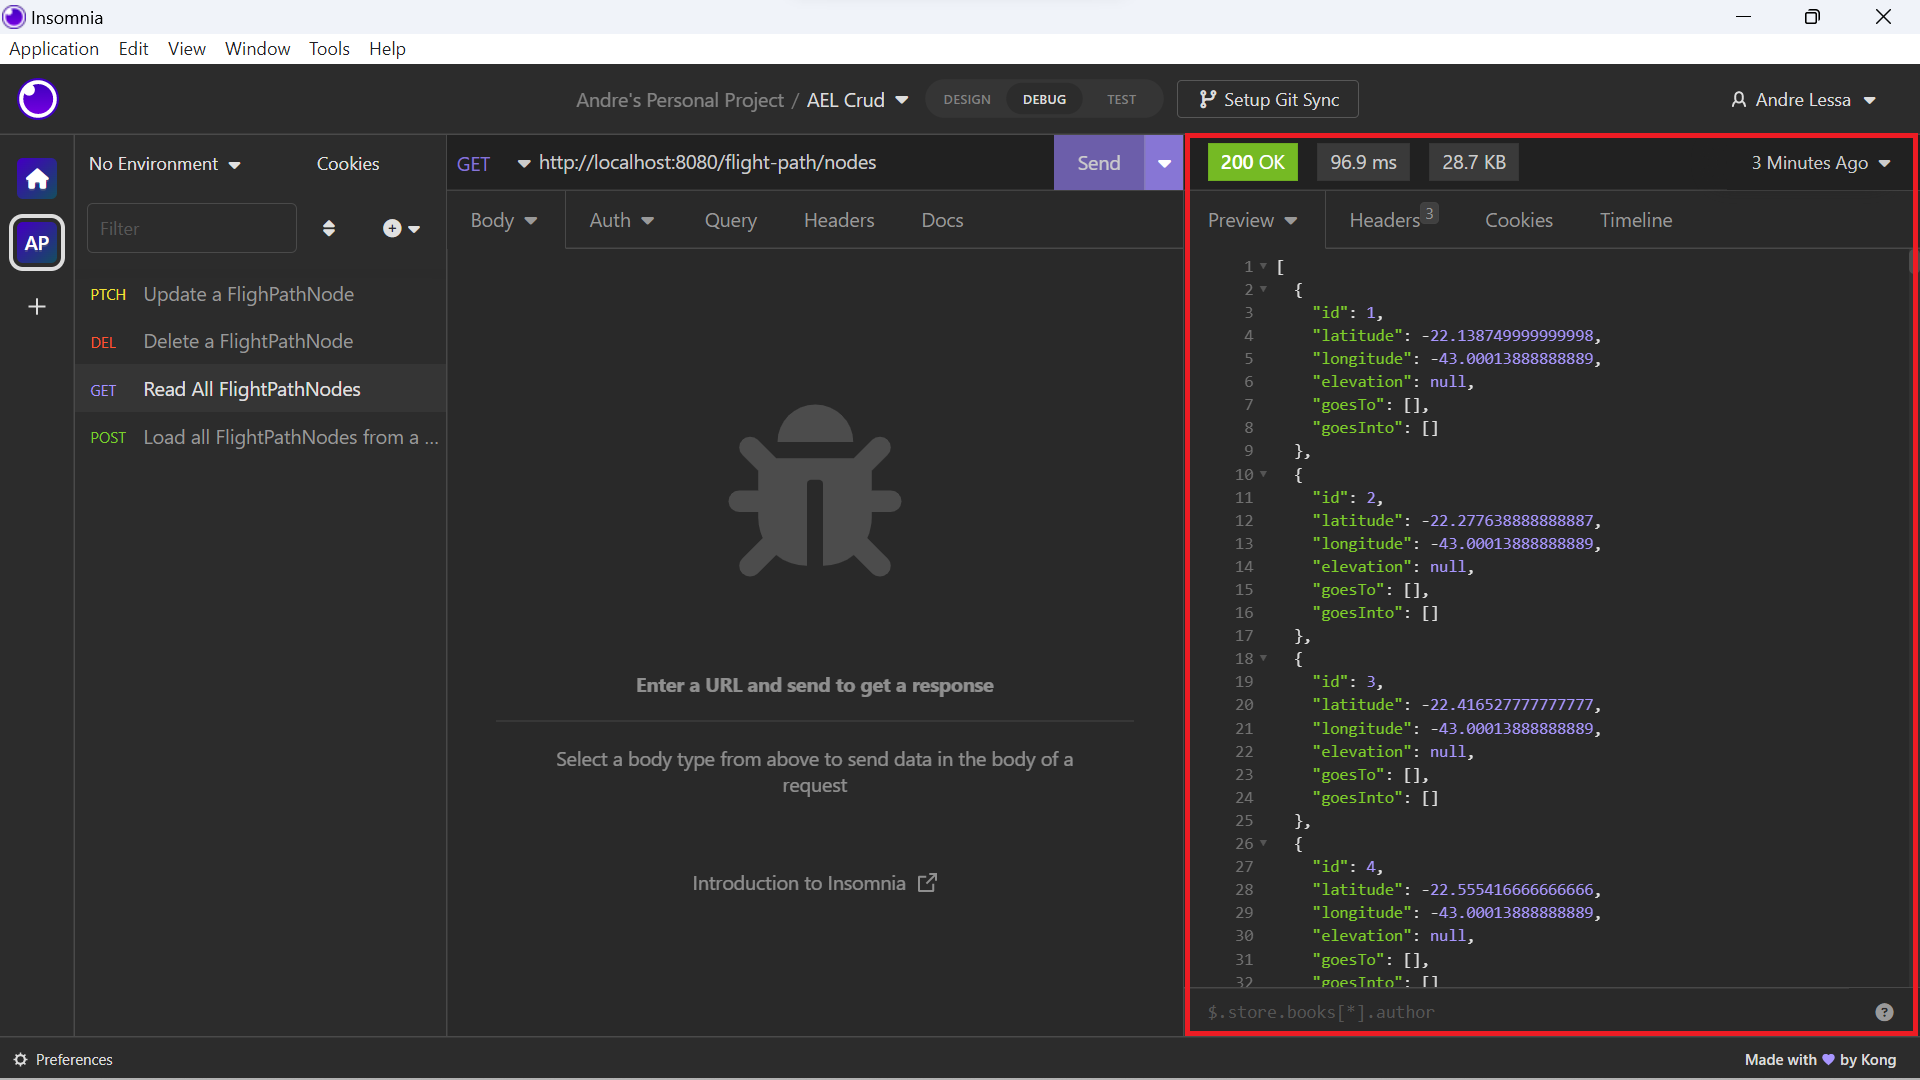 Insomnia
Application Edit View Window Tools Help
Andre's Personal Project / AEL Crud DESIGN DEBUG TEST Setup Git Sync Andre Lessa
No Environment Cookies
Filter
AP
PTCH Update a FlighPathNode
DEL Delete a FlightPathNode
GET Read All FlightPathNodes
POST Load all FlightPathNodes from a ...
GET http://localhost:8080/flight-path/nodes Send
Body Auth Query Headers Docs
Enter a URL and send to get a response
Select a body type from above to send data in the body of a
request
Introduction to Insomnia
200 OK 96.9 ms 28.7 KB 3 Minutes Ago
Preview Headers 3 Cookies Timeline
1 [
2 {
3 "id": 1,
4 "latitude": -22.138749999999998,
5 "longitude": -43.00013888888889,
6 "elevation": null,
7 "goesTo": [],
8 "goesInto": []
9 },
10 {
11 "id": 2,
12 "latitude": -22.277638888888887,
13 "longitude": -43.00013888888889,
14 "elevation": null,
15 "goesTo": [],
16 "goesInto": []
17 },
18 {
19 "id": 3,
20 "latitude": -22.416527777777777,
21 "longitude": -43.00013888888889,
22 "elevation": null,
23 "goesTo": [],
24 "goesInto": []
25 },
26 {
27 "id": 4,
28 "latitude": -22.555416666666666,
29 "longitude": -43.00013888888889,
30 "elevation": null,
31 "goesTo": [],
32 "goesInto": []
$.store.books[*].author
Preferences
Made with 💜 by Kong